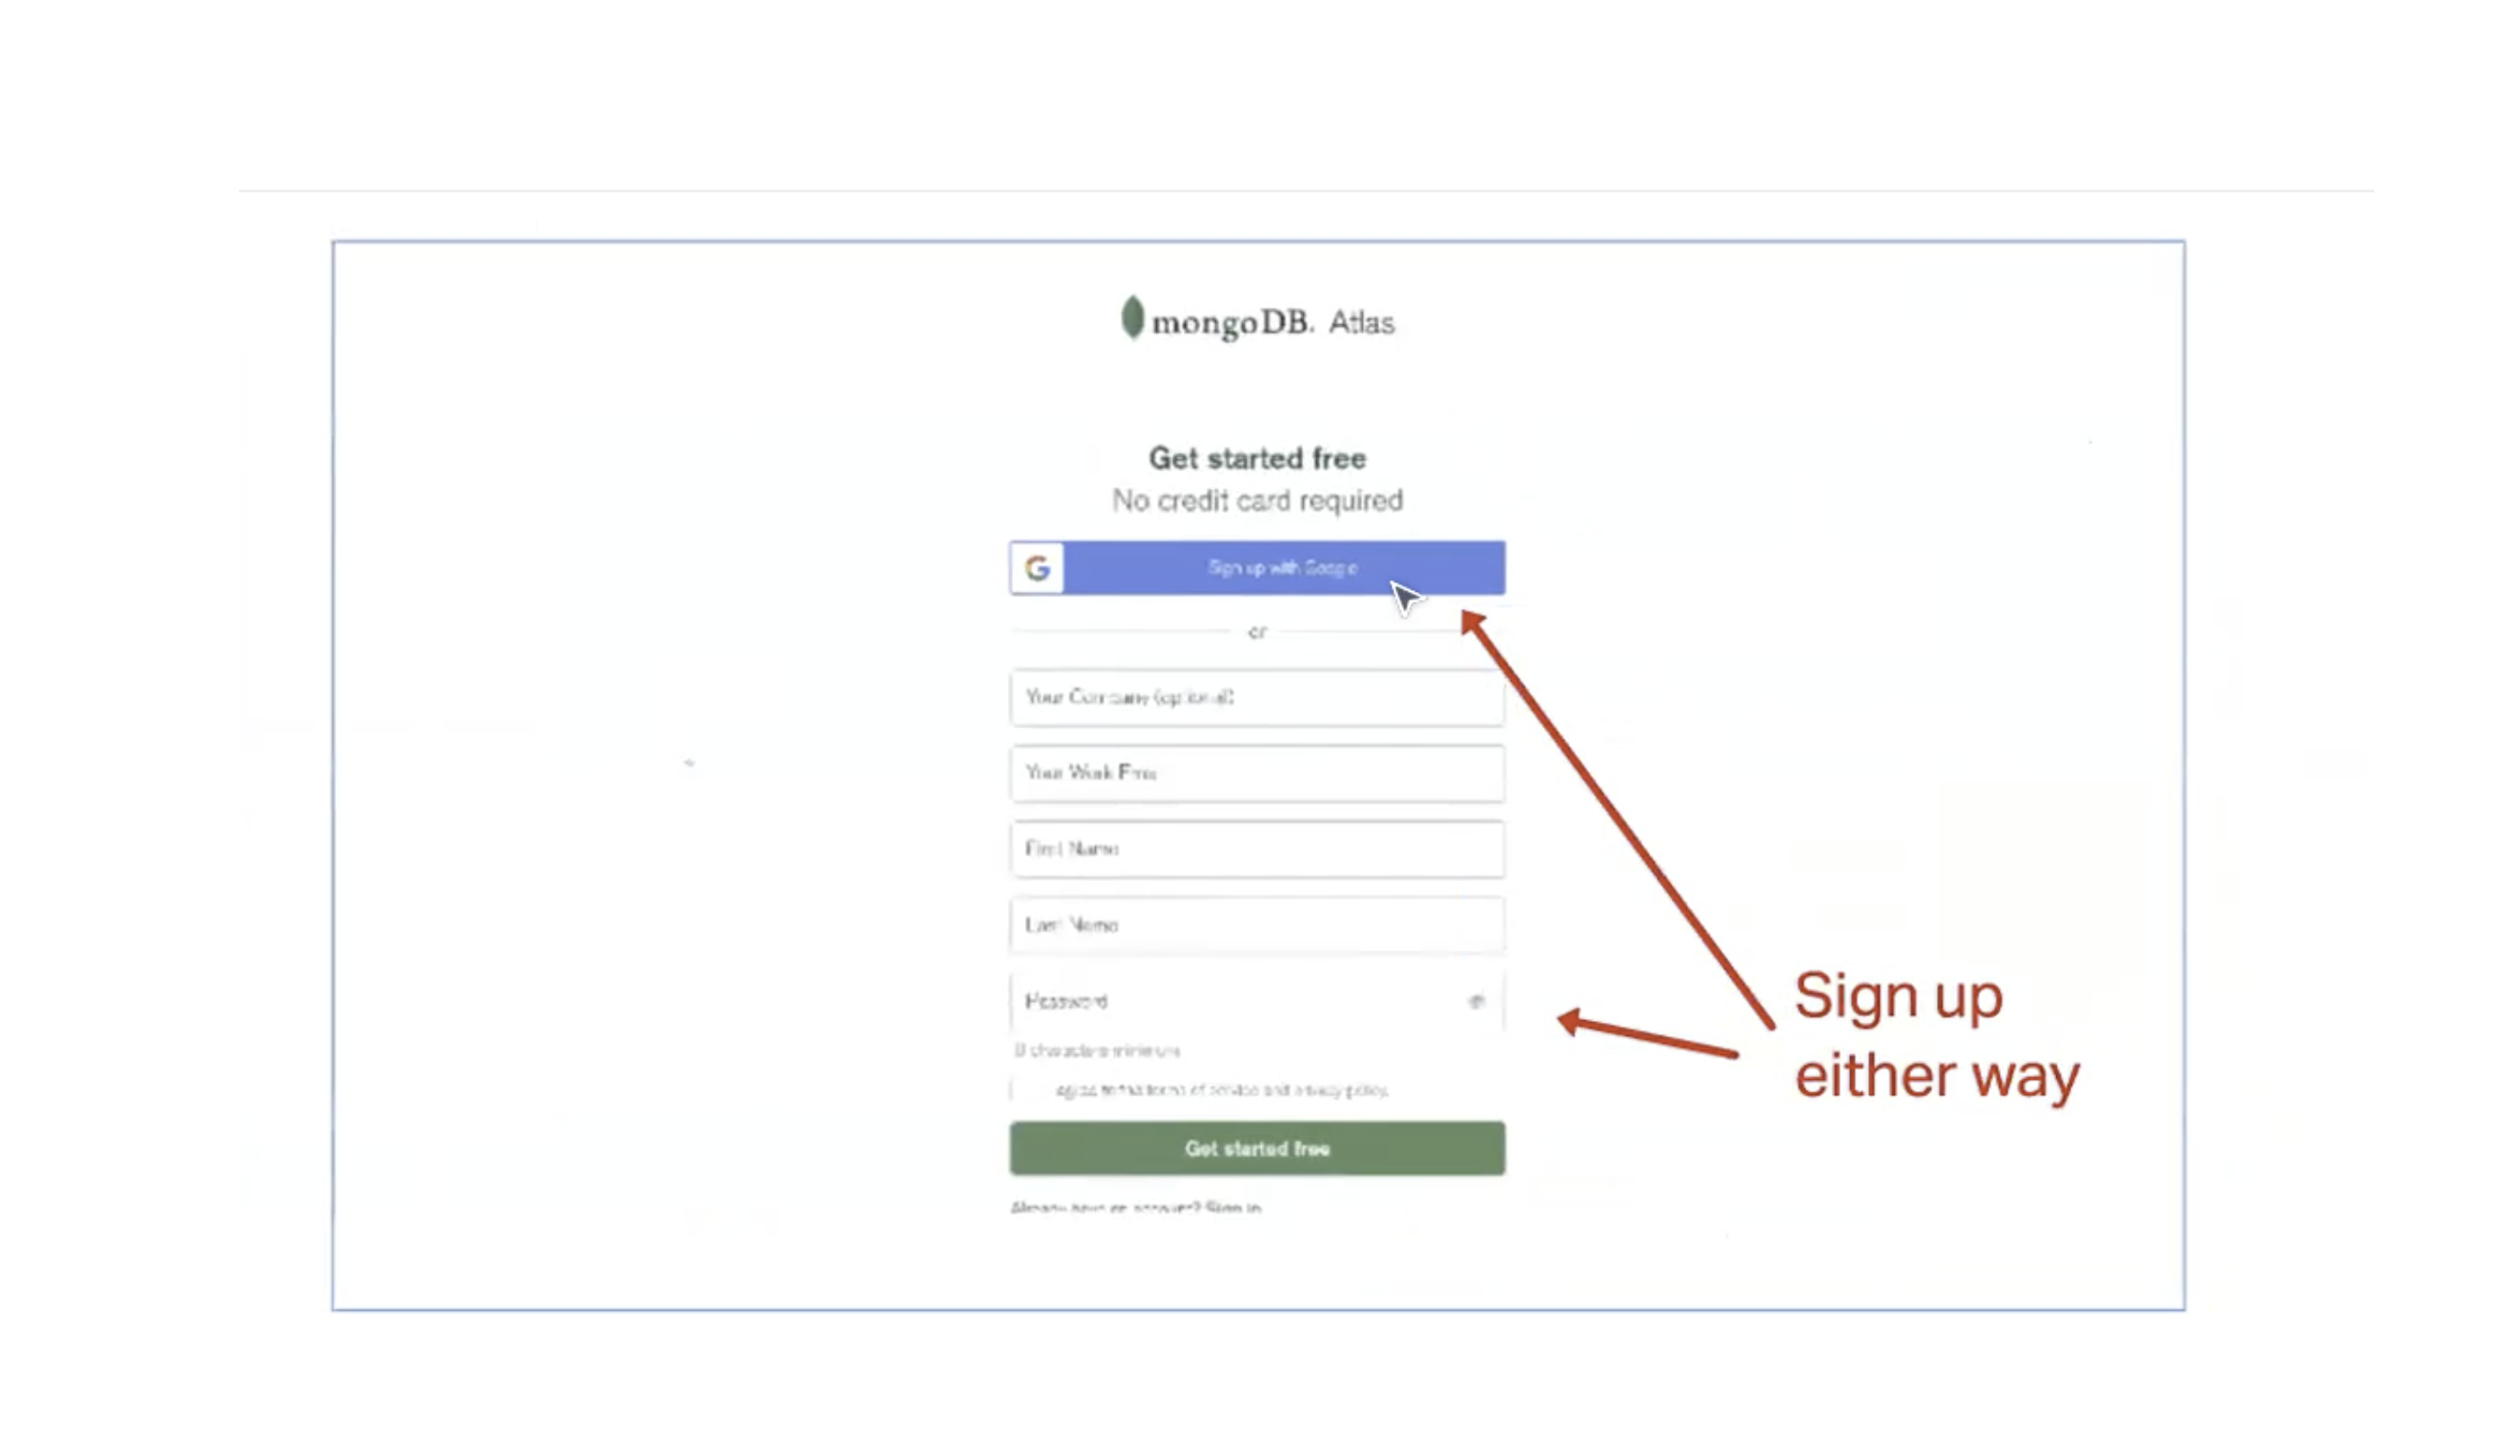 mongoDB. Atlas
Get started free
No credit card required
G
Sign up with Google
or
Your Company (optional)
Your Work Email
First Name
Last Name
Password
8 characters minimum
agree to the terms of service and privacy policy.
Get started free
Already have an account? Sign in
Sign up
either way